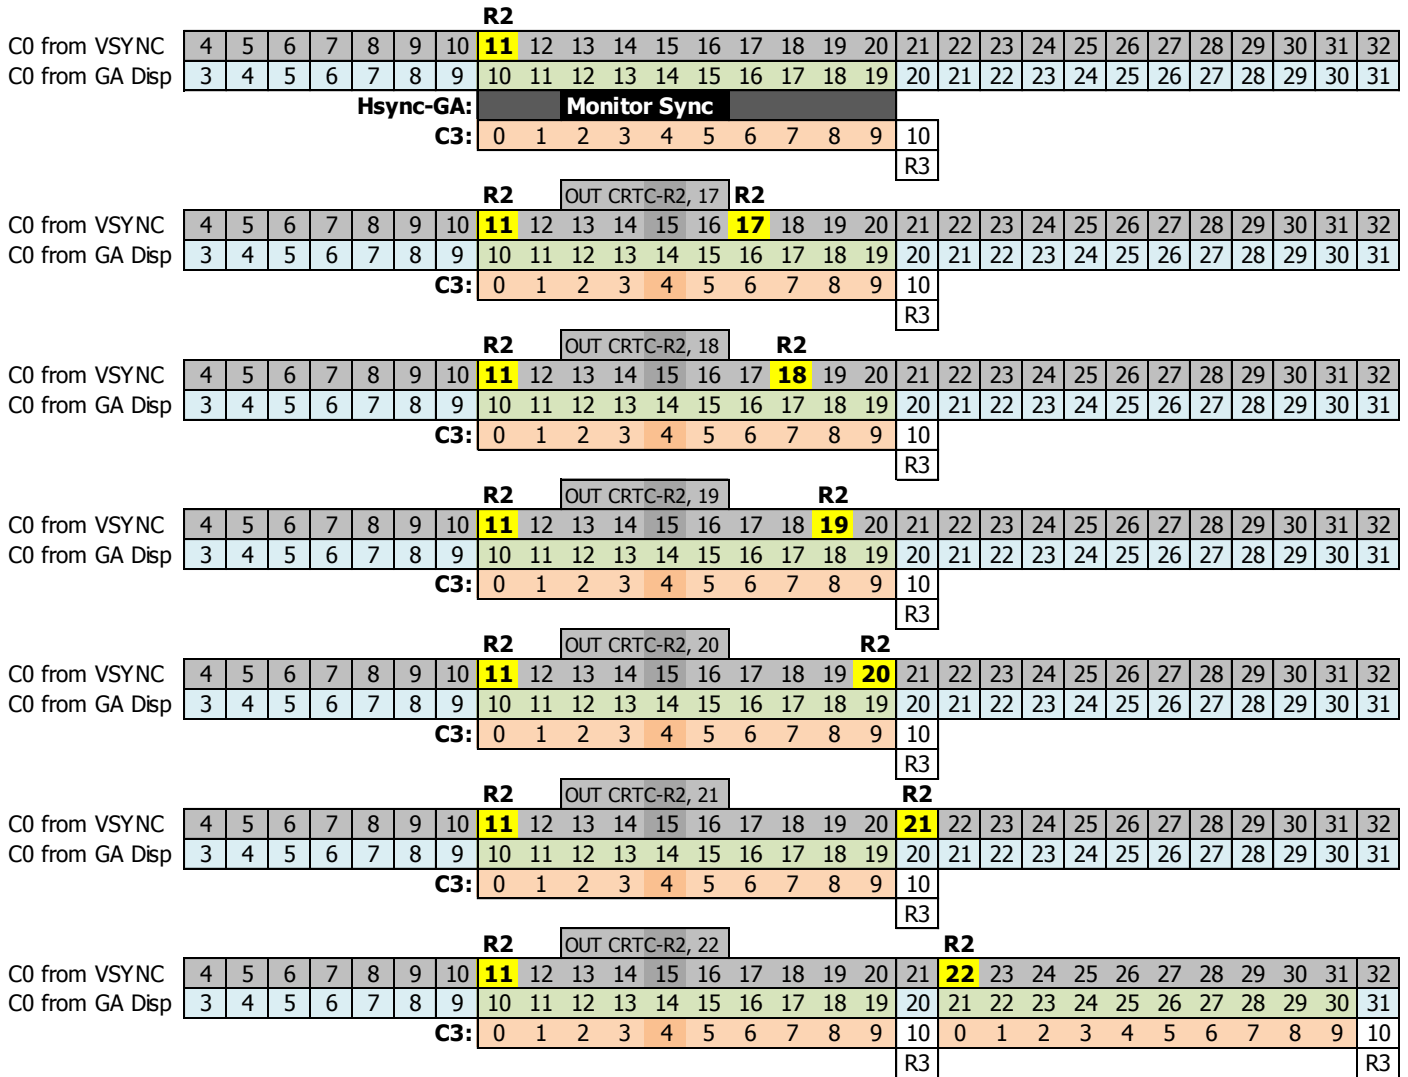 R2
C0 from VSYNC 4 5 6 7 8 9 10 11 12 13 14 15 16 17 18 19 20 21 22 23 24 25 26 27 28 29 30 31 32
C0 from GA Disp 3 4 5 6 7 8 9 10 11 12 13 14 15 16 17 18 19 20 21 22 23 24 25 26 27 28 29 30 31
Hsync-GA: Monitor Sync
C3: 0 1 2 3 4 5 6 7 8 9 10
R3
R2 OUT CRTC-R2, 17 R2
C0 from VSYNC 4 5 6 7 8 9 10 11 12 13 14 15 16 17 18 19 20 21 22 23 24 25 26 27 28 29 30 31 32
C0 from GA Disp 3 4 5 6 7 8 9 10 11 12 13 14 15 16 17 18 19 20 21 22 23 24 25 26 27 28 29 30 31
C3: 0 1 2 3 4 5 6 7 8 9 10
R3
R2 OUT CRTC-R2, 18 R2
C0 from VSYNC 4 5 6 7 8 9 10 11 12 13 14 15 16 17 18 19 20 21 22 23 24 25 26 27 28 29 30 31 32
C0 from GA Disp 3 4 5 6 7 8 9 10 11 12 13 14 15 16 17 18 19 20 21 22 23 24 25 26 27 28 29 30 31
C3: 0 1 2 3 4 5 6 7 8 9 10
R3
R2 OUT CRTC-R2, 19 R2
C0 from VSYNC 4 5 6 7 8 9 10 11 12 13 14 15 16 17 18 19 20 21 22 23 24 25 26 27 28 29 30 31 32
C0 from GA Disp 3 4 5 6 7 8 9 10 11 12 13 14 15 16 17 18 19 20 21 22 23 24 25 26 27 28 29 30 31
C3: 0 1 2 3 4 5 6 7 8 9 10
R3
R2 OUT CRTC-R2, 20 R2
C0 from VSYNC 4 5 6 7 8 9 10 11 12 13 14 15 16 17 18 19 20 21 22 23 24 25 26 27 28 29 30 31 32
C0 from GA Disp 3 4 5 6 7 8 9 10 11 12 13 14 15 16 17 18 19 20 21 22 23 24 25 26 27 28 29 30 31
C3: 0 1 2 3 4 5 6 7 8 9 10
R3
R2 OUT CRTC-R2, 21 R2
C0 from VSYNC 4 5 6 7 8 9 10 11 12 13 14 15 16 17 18 19 20 21 22 23 24 25 26 27 28 29 30 31 32
C0 from GA Disp 3 4 5 6 7 8 9 10 11 12 13 14 15 16 17 18 19 20 21 22 23 24 25 26 27 28 29 30 31
C3: 0 1 2 3 4 5 6 7 8 9 10
R3
R2 OUT CRTC-R2, 22 R2
C0 from VSYNC 4 5 6 7 8 9 10 11 12 13 14 15 16 17 18 19 20 21 22 23 24 25 26 27 28 29 30 31 32
C0 from GA Disp 3 4 5 6 7 8 9 10 11 12 13 14 15 16 17 18 19 20 21 22 23 24 25 26 27 28 29 30 31
C3: 0 1 2 3 4 5 6 7 8 9 10 0 1 2 3 4 5 6 7 8 9 10
R3 R3